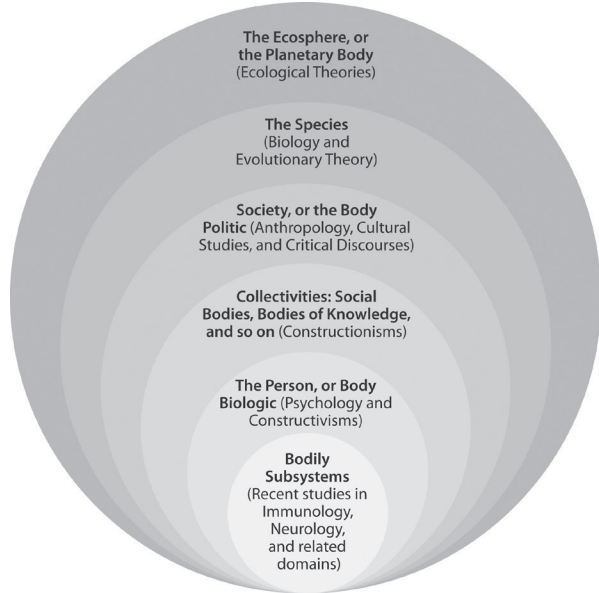 The Ecosphere, or
the Planetary Body
(Ecological Theories)
The Species
(Biology and
Evolutionary Theory)
Society, or the Body
Politic (Anthropology, Cultural
Studies, and Critical Discourses)
Collectivities: Social
Bodies, Bodies of Knowledge,
and so on (Constructionisms)
The Person, or Body
Biologic (Psychology and
Constructivisms)
Bodily
Subsystems
(Recent studies in
Immunology,
Neurology,
and related
domains)